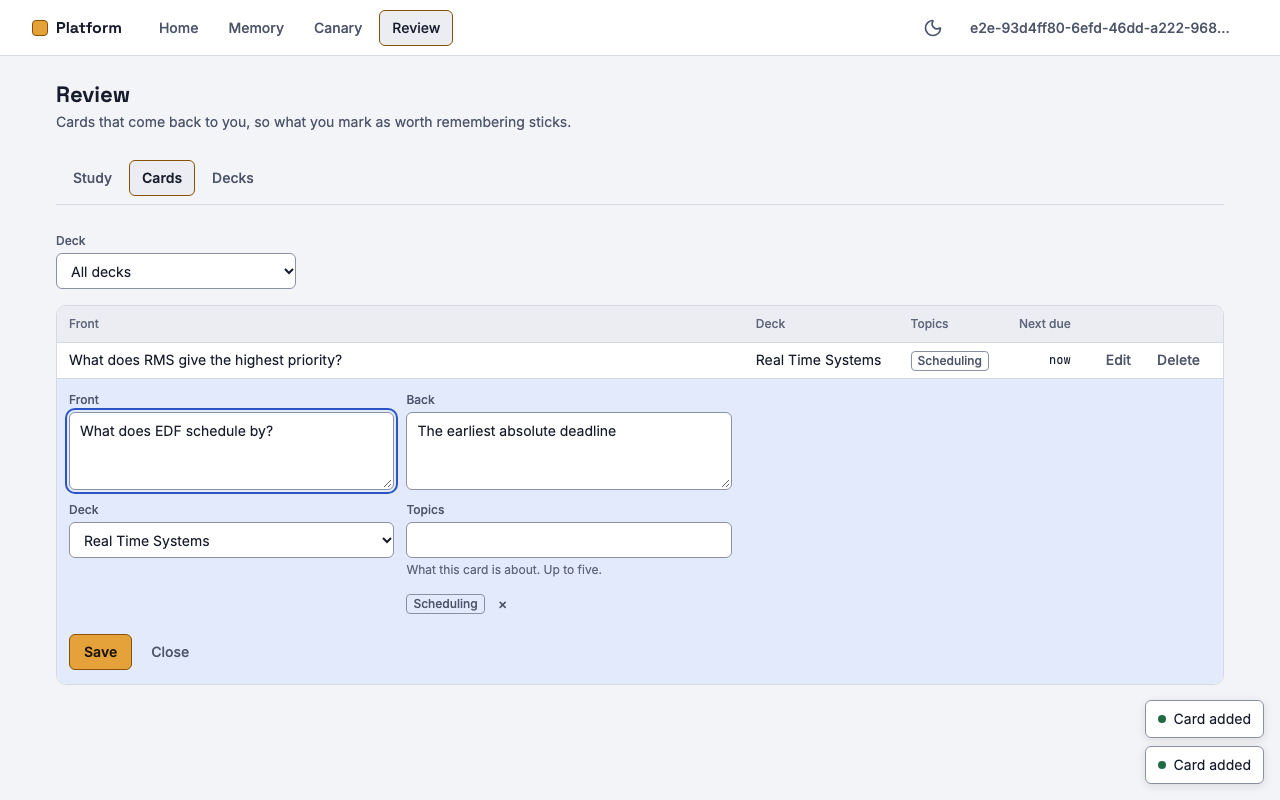 Platform Home Memory Canary Review e2e-93d4ff80-6efd-46dd-a222-968...
Review
Cards that come back to you, so what you mark as worth remembering sticks.
Study Cards Decks
Deck
All decks
Front Deck Topics Next due
What does RMS give the highest priority? Real Time Systems Scheduling now Edit Delete
Front Back
What does EDF schedule by? The earliest absolute deadline
Deck Topics
Real Time Systems
What this card is about. Up to five.
Scheduling ×
Save Close
Card added
Card added